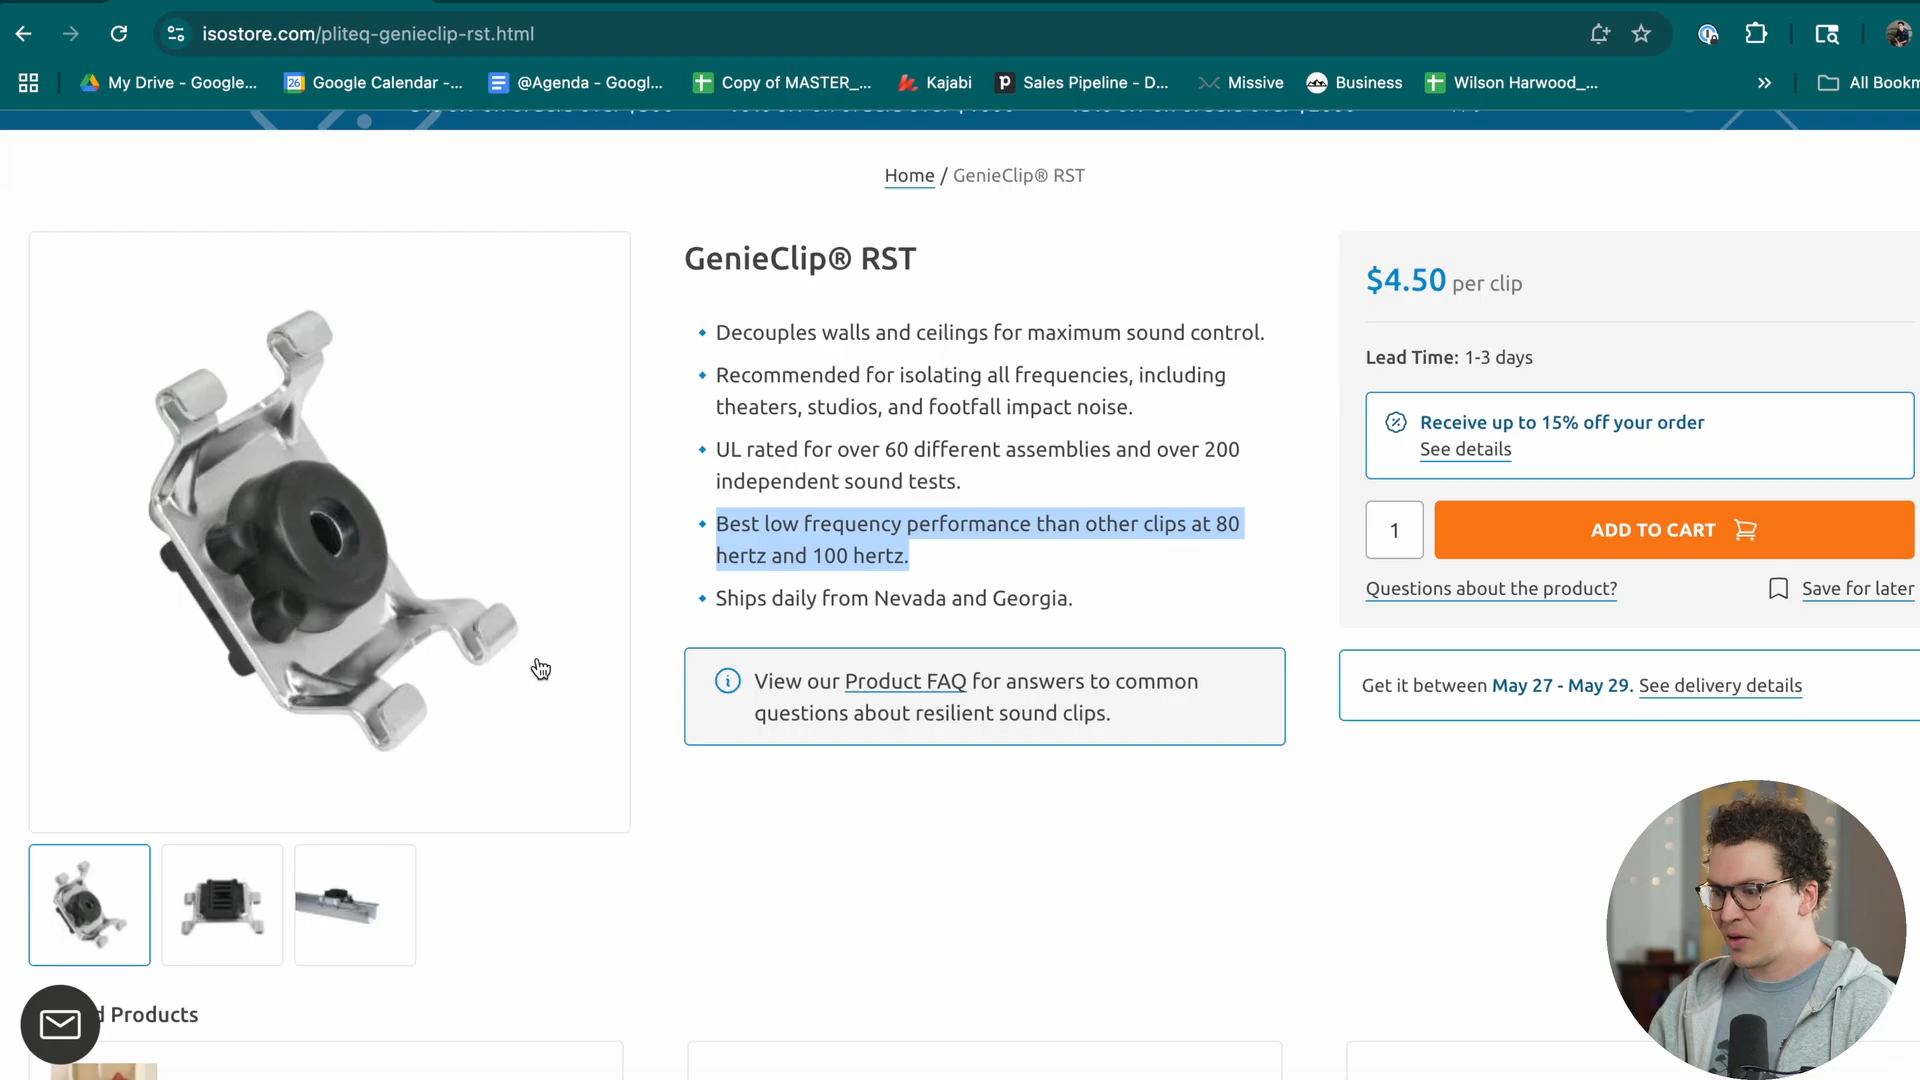 isostore.com/pliteq-genieclip-rst.html
My Drive - Google...
26
Google Calendar -...
@Agenda - Googl...
Copy of MASTER_...
Kajabi
Sales Pipeline - D...
Missive
Business
Wilson Harwood_...
All Bookm
Home / GenieClip® RST
GenieClip® RST
Decouples walls and ceilings for maximum sound control.
Recommended for isolating all frequencies, including
theaters, studios, and footfall impact noise.
UL rated for over 60 different assemblies and over 200
independent sound tests.
Best low frequency performance than other clips at 80
hertz and 100 hertz.
Ships daily from Nevada and Georgia.
View our Product FAQ for answers to common
questions about resilient sound clips.
$4.50 per clip
Lead Time: 1-3 days
Receive up to 15% off your order
See details
1
ADD TO CART
Questions about the product?
Save for later
Get it between May 27 - May 29. See delivery details
d Products